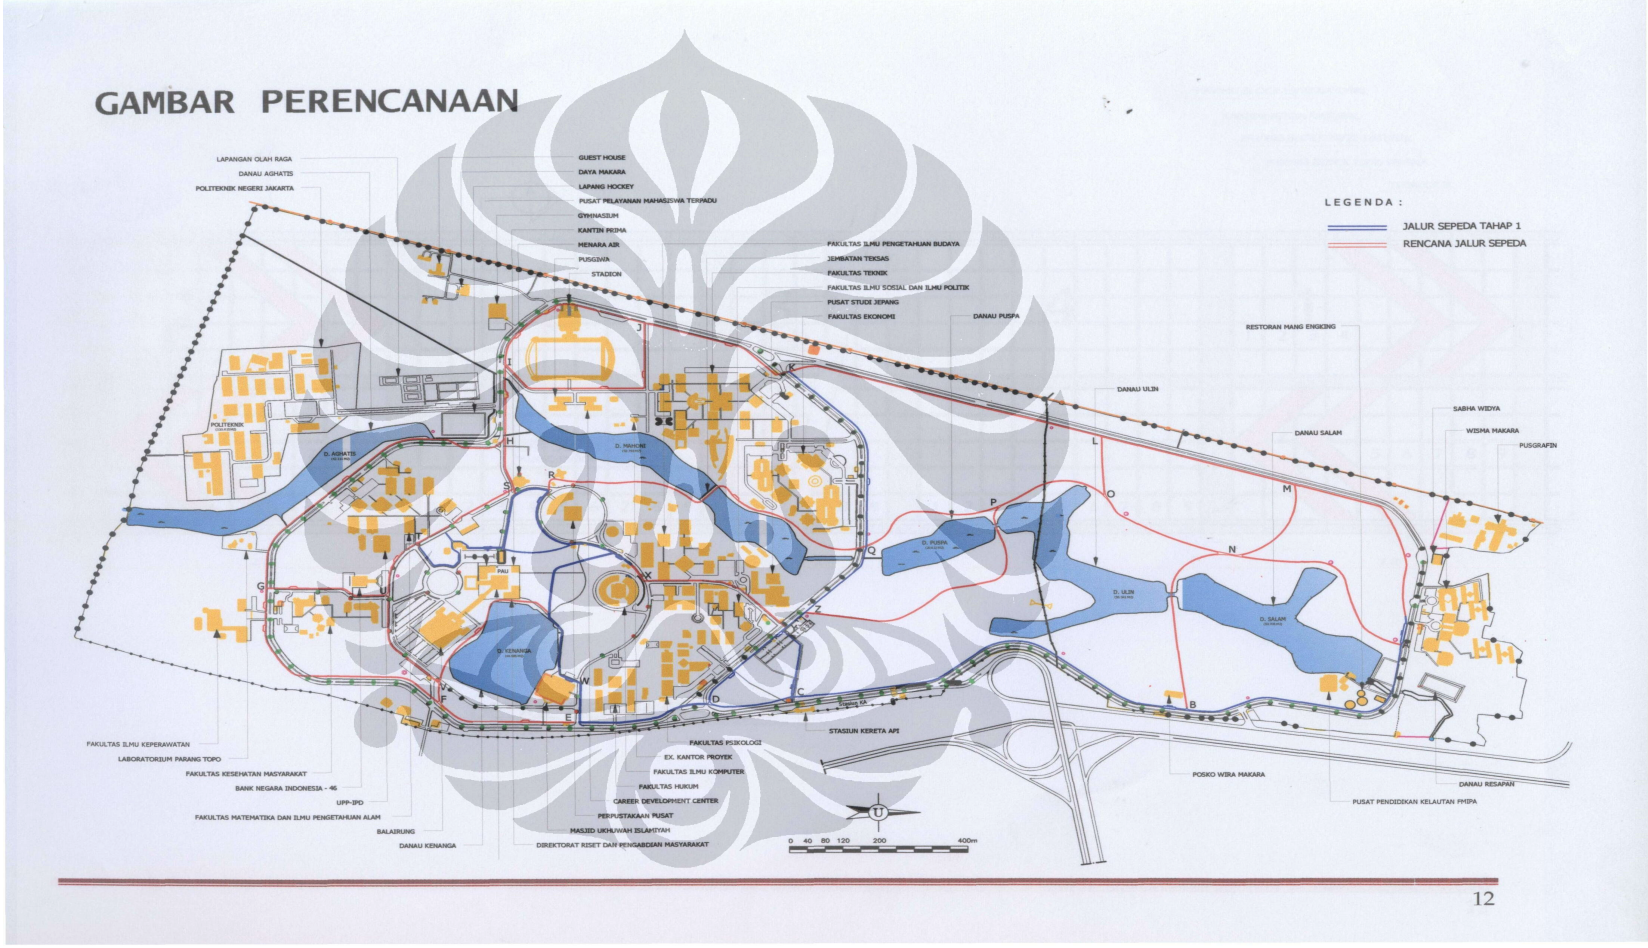 GAMBAR PERENCANAAN
LAPANGAN OLAH RAGA
DANAU AGHATIS
POLITEKNIK NEGERI JAKARTA
GUEST HOUSE
DAYA MAKARA
LAPANG HOCKEY
PUSAT PELAYANAN MAHASISWA TERPADU
GYMNASIUM
KANTIN PRIMA
MENARA AIR
PUSGIWA
STADION
FAKULTAS ILMU PENGETAHUAN BUDAYA
JEMBATAN TEKSAS
FAKULTAS TEKNIK
FAKULTAS ILMU SOSIAL DAN ILMU POLITIK
PUSAT STUDI JEPANG
FAKULTAS EKONOMI
DANAU PUSPA
LEGENDA :
JALUR SEPEDA TAHAP 1
RENCANA JALUR SEPEDA
RESTORAN MANG ENGKING
DANAU ULIN
DANAU SALAM
SABHA WIDYA
WISMA MAKARA
PUSGRAFIN
J
I
K
POLITEKNIK
D. AGHATIS
H
D. MAHONI
L
S
R
P
O
M
T
PAU
Q
D. PUSPA
N
G
U
X
Z
D. ULIN
D. SALAM
D. KENANGA
V
F
W
E
D
C
Stasiun KA
B
FAKULTAS ILMU KEPERAWATAN
LABORATORIUM PARANG TOPO
FAKULTAS KESEHATAN MASYARAKAT
BANK NEGARA INDONESIA - 46
UPP-IPD
FAKULTAS MATEMATIKA DAN ILMU PENGETAHUAN ALAM
BALAIRUNG
DANAU KENANGA
FAKULTAS PSIKOLOGI
EX. KANTOR PROYEK
FAKULTAS ILMU KOMPUTER
FAKULTAS HUKUM
CAREER DEVELOPMENT CENTER
PERPUSTAKAAN PUSAT
MASJID UKHUWAH ISLAMIYAH
DIREKTORAT RISET DAN PENGABDIAN MASYARAKAT
STASIUN KERETA API
POSKO WIRA MAKARA
DANAU RESAPAN
PUSAT PENDIDIKAN KELAUTAN FMIPA
U
0 40 80 120 200 400m
12